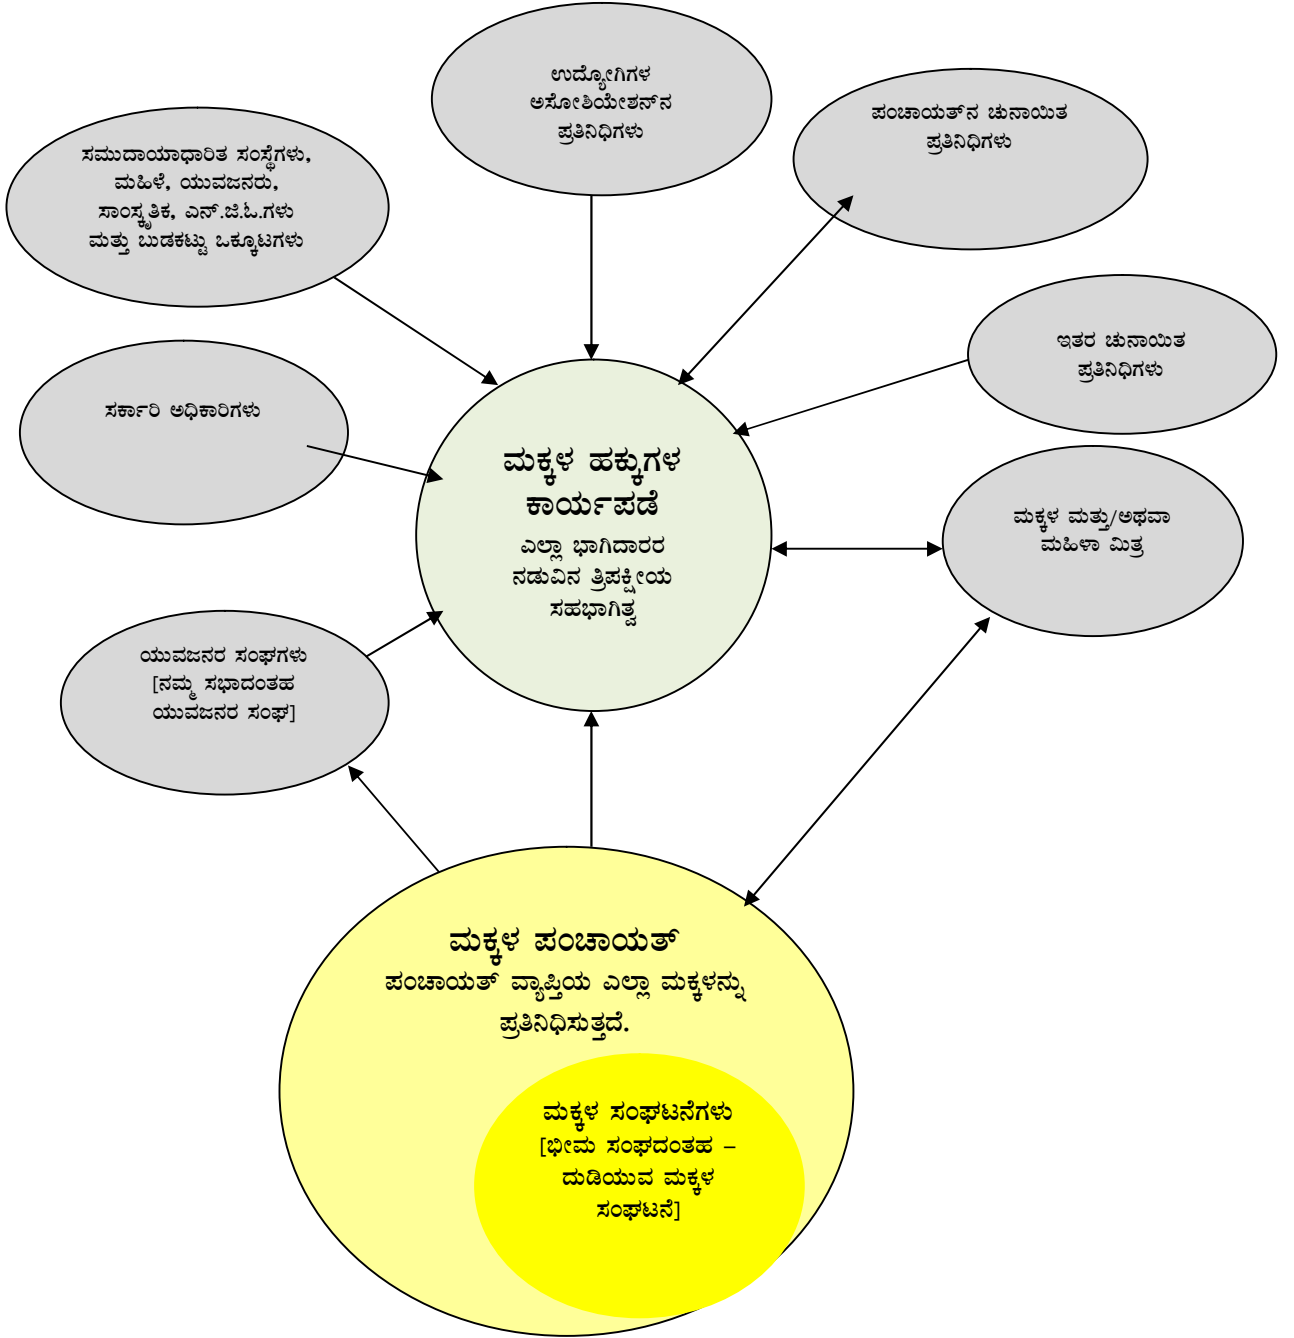 ಉದ್ಯೋಗಿಗಳ
ಅಸೋಶಿಯೇಶನ್‌ನ
ಪ್ರತಿನಿಧಿಗಳು
ಪಂಚಾಯತ್‌ನ ಚುನಾಯಿತ
ಪ್ರತಿನಿಧಿಗಳು
ಸಮುದಾಯಾಧಾರಿತ ಸಂಸ್ಥೆಗಳು,
ಮಹಿಳೆ, ಯುವಜನರು,
ಸಾಂಸ್ಕೃತಿಕ, ಎನ್.ಜಿ.ಓ.ಗಳು
ಮತ್ತು ಬುಡಕಟ್ಟು ಒಕ್ಕೂಟಗಳು
ಇತರ ಚುನಾಯಿತ
ಪ್ರತಿನಿಧಿಗಳು
ಸರ್ಕಾರಿ ಅಧಿಕಾರಿಗಳು
ಮಕ್ಕಳ ಹಕ್ಕುಗಳ
ಕಾರ್ಯಪಡೆ
ಎಲ್ಲಾ ಭಾಗಿದಾರರ
ನಡುವಿನ ತ್ರಿಪಕ್ಷೀಯ
ಸಹಭಾಗಿತ್ವ
ಮಕ್ಕಳ ಮತ್ತು/ಅಥವಾ
ಮಹಿಳಾ ಮಿತ್ರ
ಯುವಜನರ ಸಂಘಗಳು
[ನಮ್ಮ ಸಭಾದಂತಹ
ಯುವಜನರ ಸಂಘ]
ಮಕ್ಕಳ ಪಂಚಾಯತ್
ಪಂಚಾಯತ್ ವ್ಯಾಪ್ತಿಯ ಎಲ್ಲಾ ಮಕ್ಕಳನ್ನು
ಪ್ರತಿನಿಧಿಸುತ್ತದೆ.
ಮಕ್ಕಳ ಸಂಘಟನೆಗಳು
[ಭೀಮ ಸಂಘದಂತಹ –
ದುಡಿಯುವ ಮಕ್ಕಳ
ಸಂಘಟನೆ]